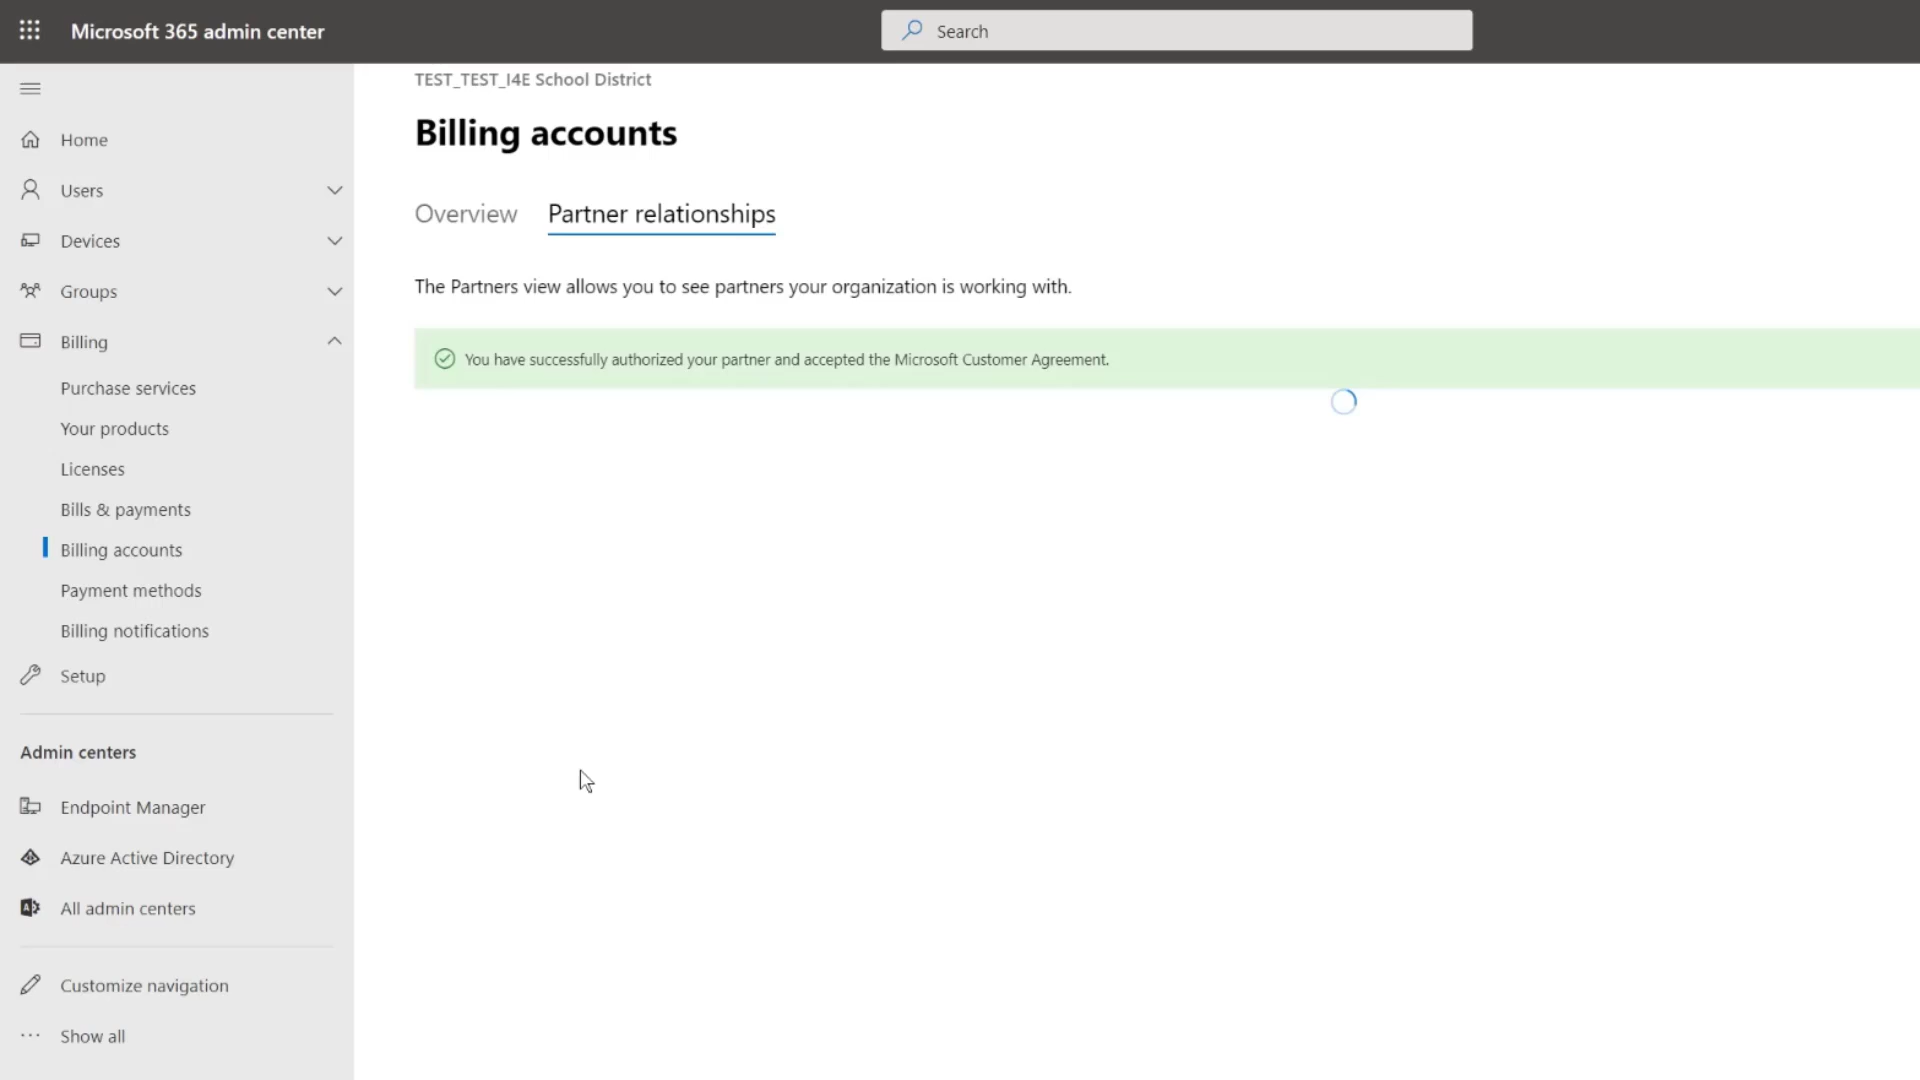 Microsoft 365 admin center
Search
TEST_TEST_I4E School District
Billing accounts
Overview
Partner relationships
The Partners view allows you to see partners your organization is working with.
You have successfully authorized your partner and accepted the Microsoft Customer Agreement.
Home
Users
Devices
Groups
Billing
Purchase services
Your products
Licenses
Bills & payments
Billing accounts
Payment methods
Billing notifications
Setup
Admin centers
Endpoint Manager
Azure Active Directory
All admin centers
Customize navigation
Show all